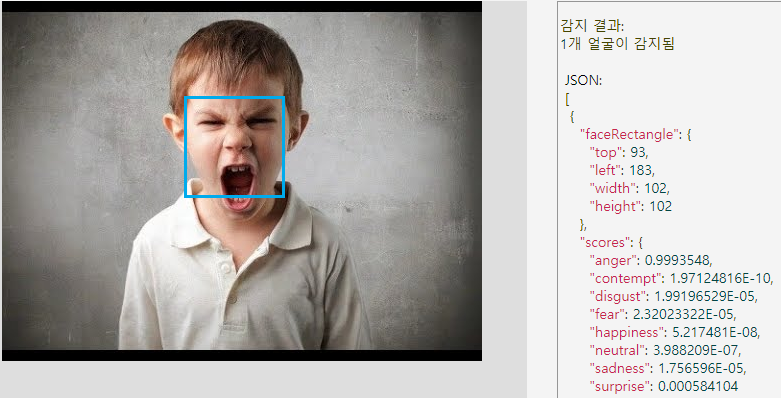 감지 결과:
1개 얼굴이 감지됨
JSON:
[
{
"faceRectangle": {
"top": 93,
"left": 183,
"width": 102,
"height": 102
},
"scores": {
"anger": 0.9993548,
"contempt": 1.97124816E-10,
"disgust": 1.99196529E-05,
"fear": 2.32023322E-05,
"happiness": 5.217481E-08,
"neutral": 3.988209E-07,
"sadness": 1.756596E-05,
"surprise": 0.000584104